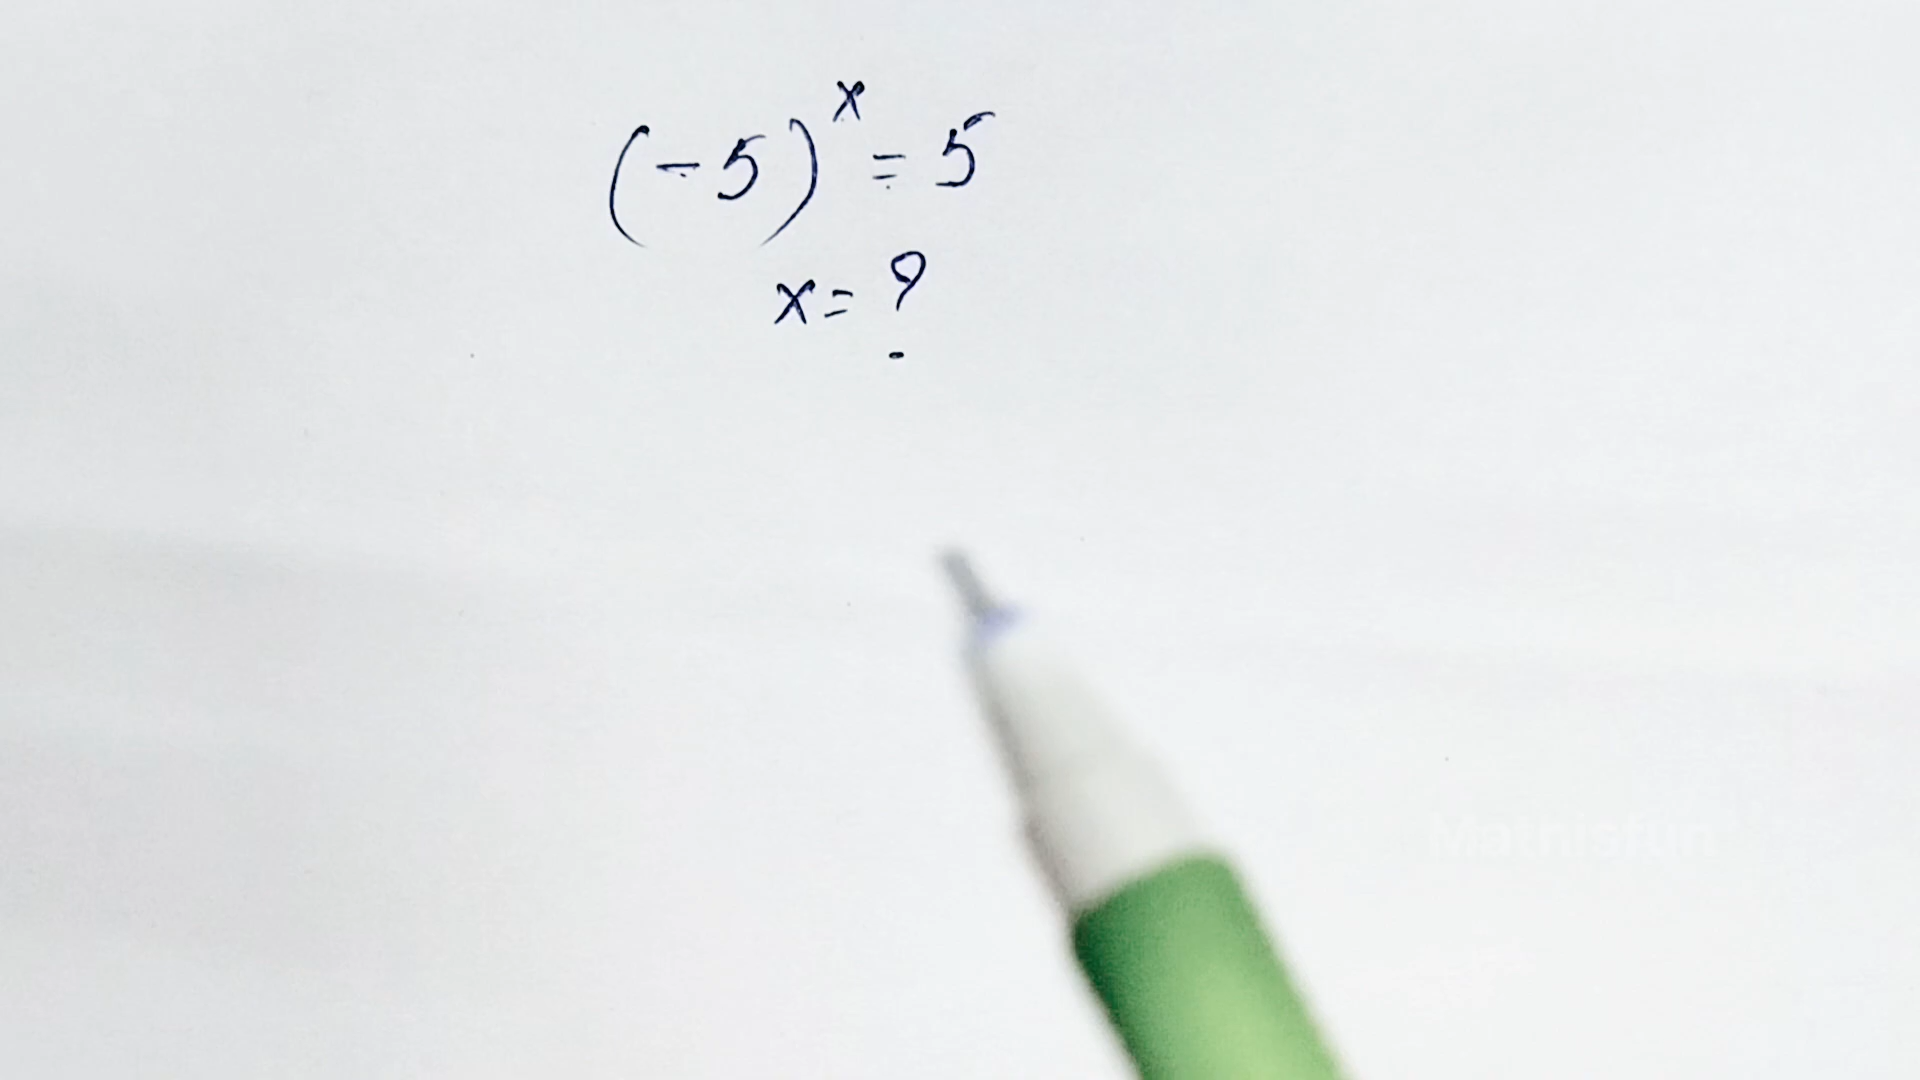 (-5)^x = 5
x = ?